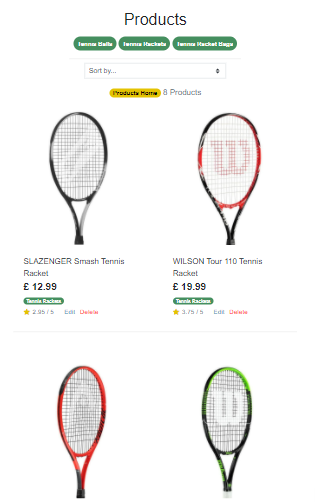 Products
Tennis Balls Tennis Rackets Tennis Racket Bags
Sort by...
Products Home 8 Products
SLAZENGER Smash Tennis
Racket
£ 12.99
Tennis Rackets
2.95 / 5 Edit Delete
WILSON Tour 110 Tennis
Racket
£ 19.99
Tennis Rackets
3.75 / 5 Edit Delete